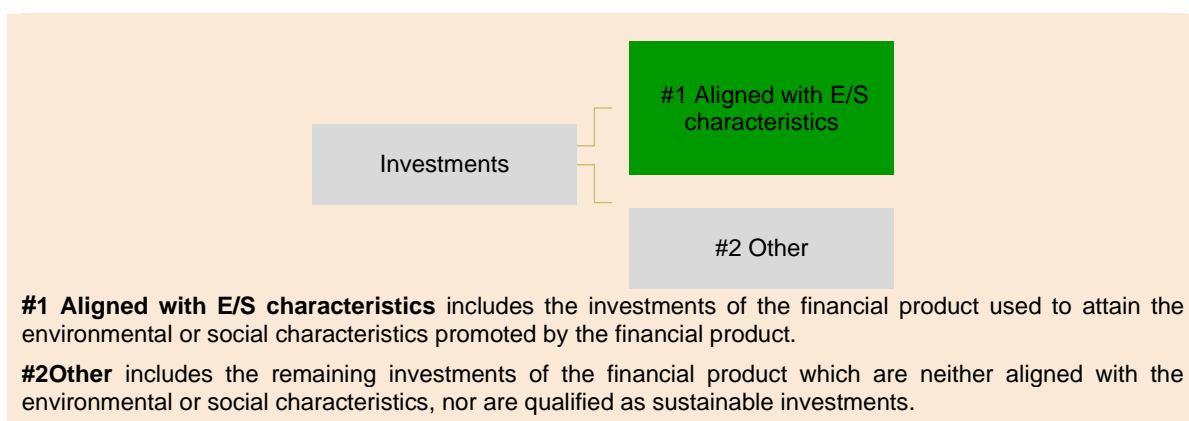 #1 Aligned with E/S
characteristics
Investments
#2 Other
#1 Aligned with E/S characteristics includes the investments of the financial product used to attain the
environmental or social characteristics promoted by the financial product.
#2Other includes the remaining investments of the financial product which are neither aligned with the
environmental or social characteristics, nor are qualified as sustainable investments.